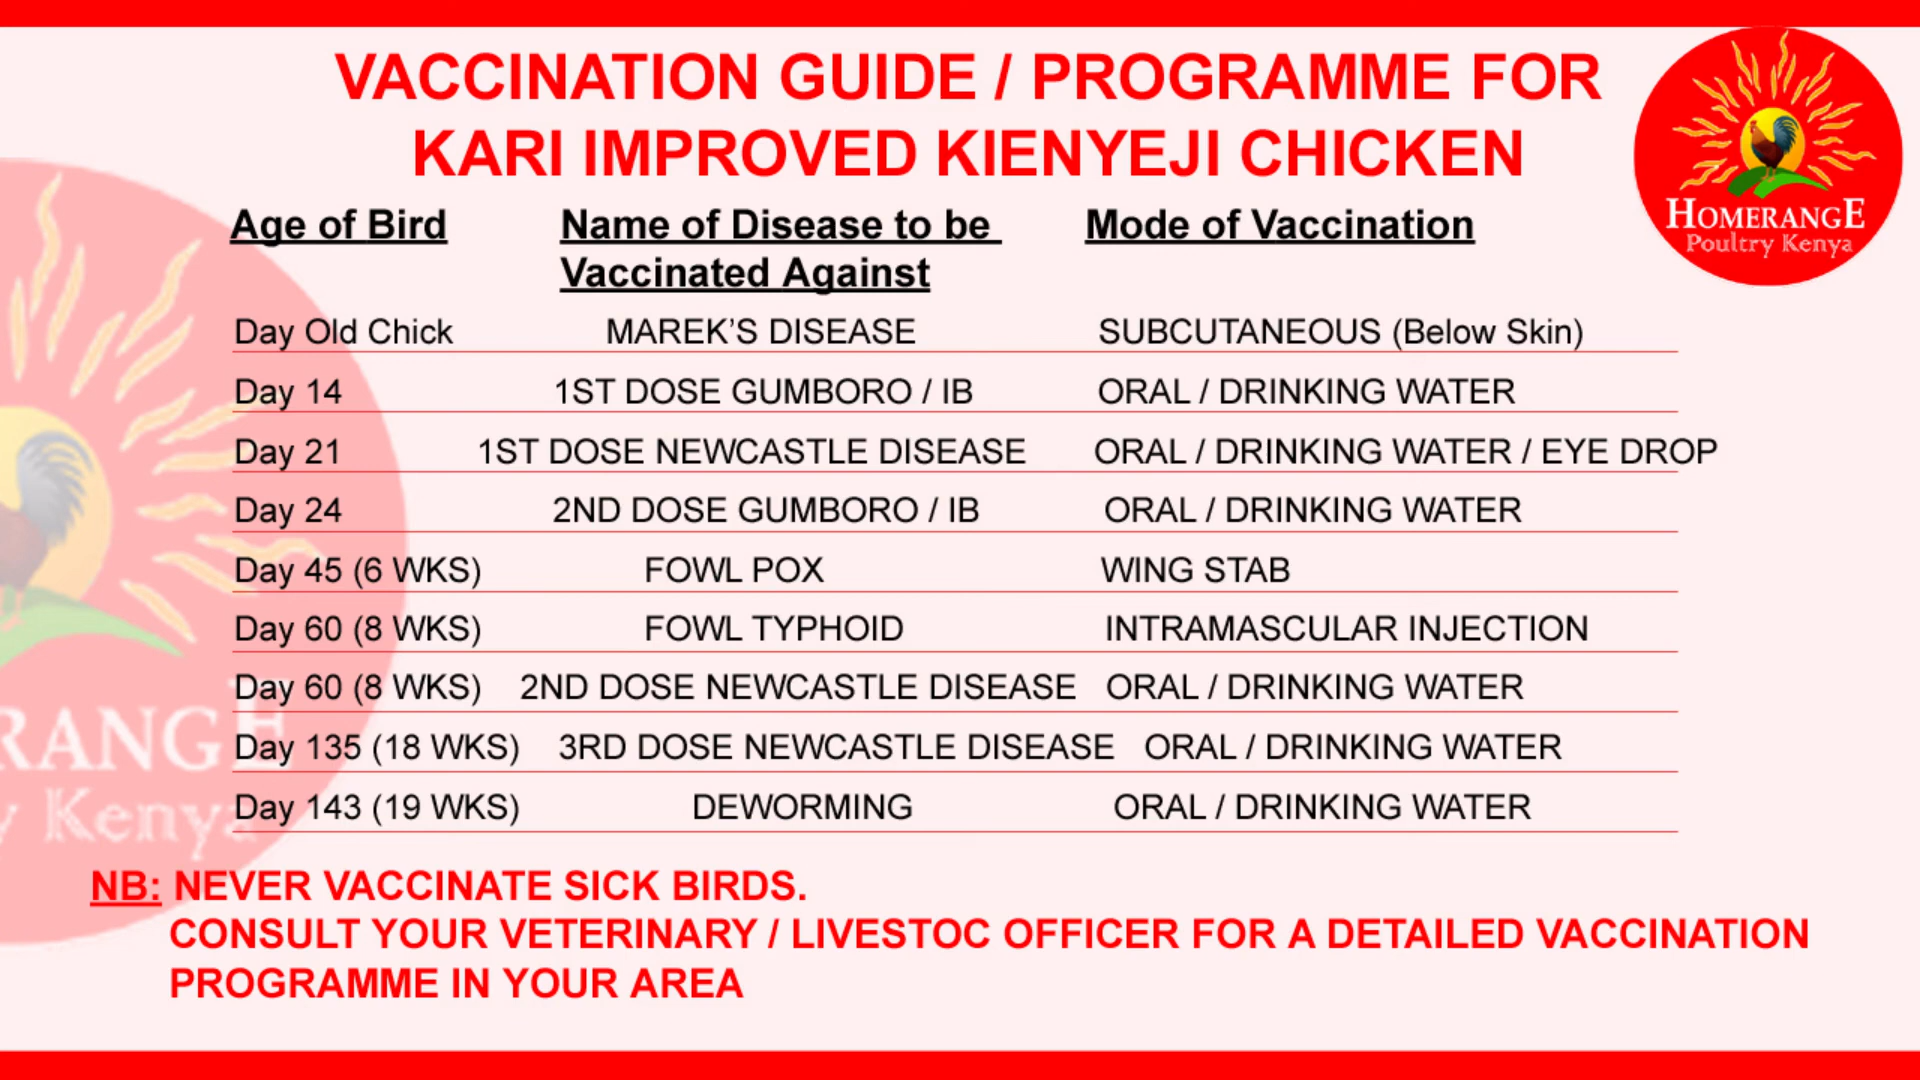 VACCINATION GUIDE / PROGRAMME FOR
KARI IMPROVED KIENYEJI CHICKEN
HOMERANGE
Poultry Kenya
Age of Bird Name of Disease to be Mode of Vaccination
Vaccinated Against
Day Old Chick MAREK'S DISEASE SUBCUTANEOUS (Below Skin)
Day 14 1ST DOSE GUMBORO / IB ORAL / DRINKING WATER
Day 21 1ST DOSE NEWCASTLE DISEASE ORAL / DRINKING WATER / EYE DROP
Day 24 2ND DOSE GUMBORO / IB ORAL / DRINKING WATER
Day 45 (6 WKS) FOWL POX WING STAB
Day 60 (8 WKS) FOWL TYPHOID INTRAMASCULAR INJECTION
Day 60 (8 WKS) 2ND DOSE NEWCASTLE DISEASE ORAL / DRINKING WATER
Day 135 (18 WKS) 3RD DOSE NEWCASTLE DISEASE ORAL / DRINKING WATER
Day 143 (19 WKS) DEWORMING ORAL / DRINKING WATER
RANGE
y Kenya
NB: NEVER VACCINATE SICK BIRDS.
CONSULT YOUR VETERINARY / LIVESTOC OFFICER FOR A DETAILED VACCINATION
PROGRAMME IN YOUR AREA